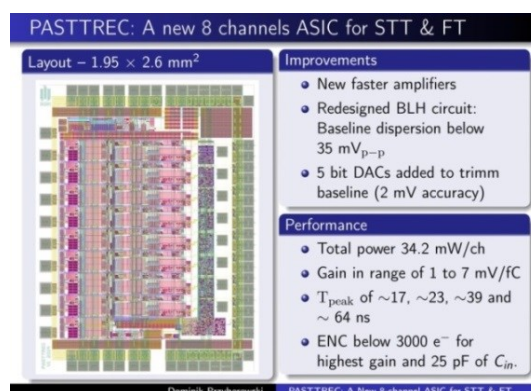 PASTTREC: A new 8 channels ASIC for STT & FT
Layout – 1.95 × 2.6 mm²
Improvements
• New faster amplifiers
• Redesigned BLH circuit:
Baseline dispersion below
35 mVₚ₋ₚ
• 5 bit DACs added to trimm
baseline (2 mV accuracy)
Performance
• Total power 34.2 mW/ch
• Gain in range of 1 to 7 mV/fC
• Tpeak of ∼17, ∼23, ∼39 and
∼ 64 ns
• ENC below 3000 e⁻ for
highest gain and 25 pF of Cin.
Dominik Przyborowski
PASTTREC: A New 8 channel ASIC for STT & FT